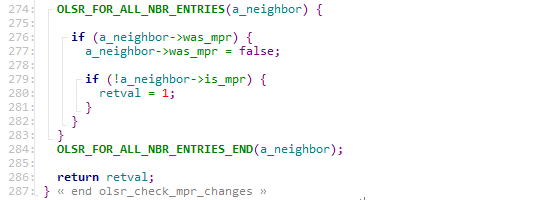 274: OLSR_FOR_ALL_NBR_ENTRIES(a_neighbor) {
275:
276: if (a_neighbor->was_mpr) {
277: a_neighbor->was_mpr = false;
278:
279: if (!a_neighbor->is_mpr) {
280: retval = 1;
281: }
282: }
283: }
284: OLSR_FOR_ALL_NBR_ENTRIES_END(a_neighbor);
285:
286: return retval;
287: } « end olsr_check_mpr_changes »